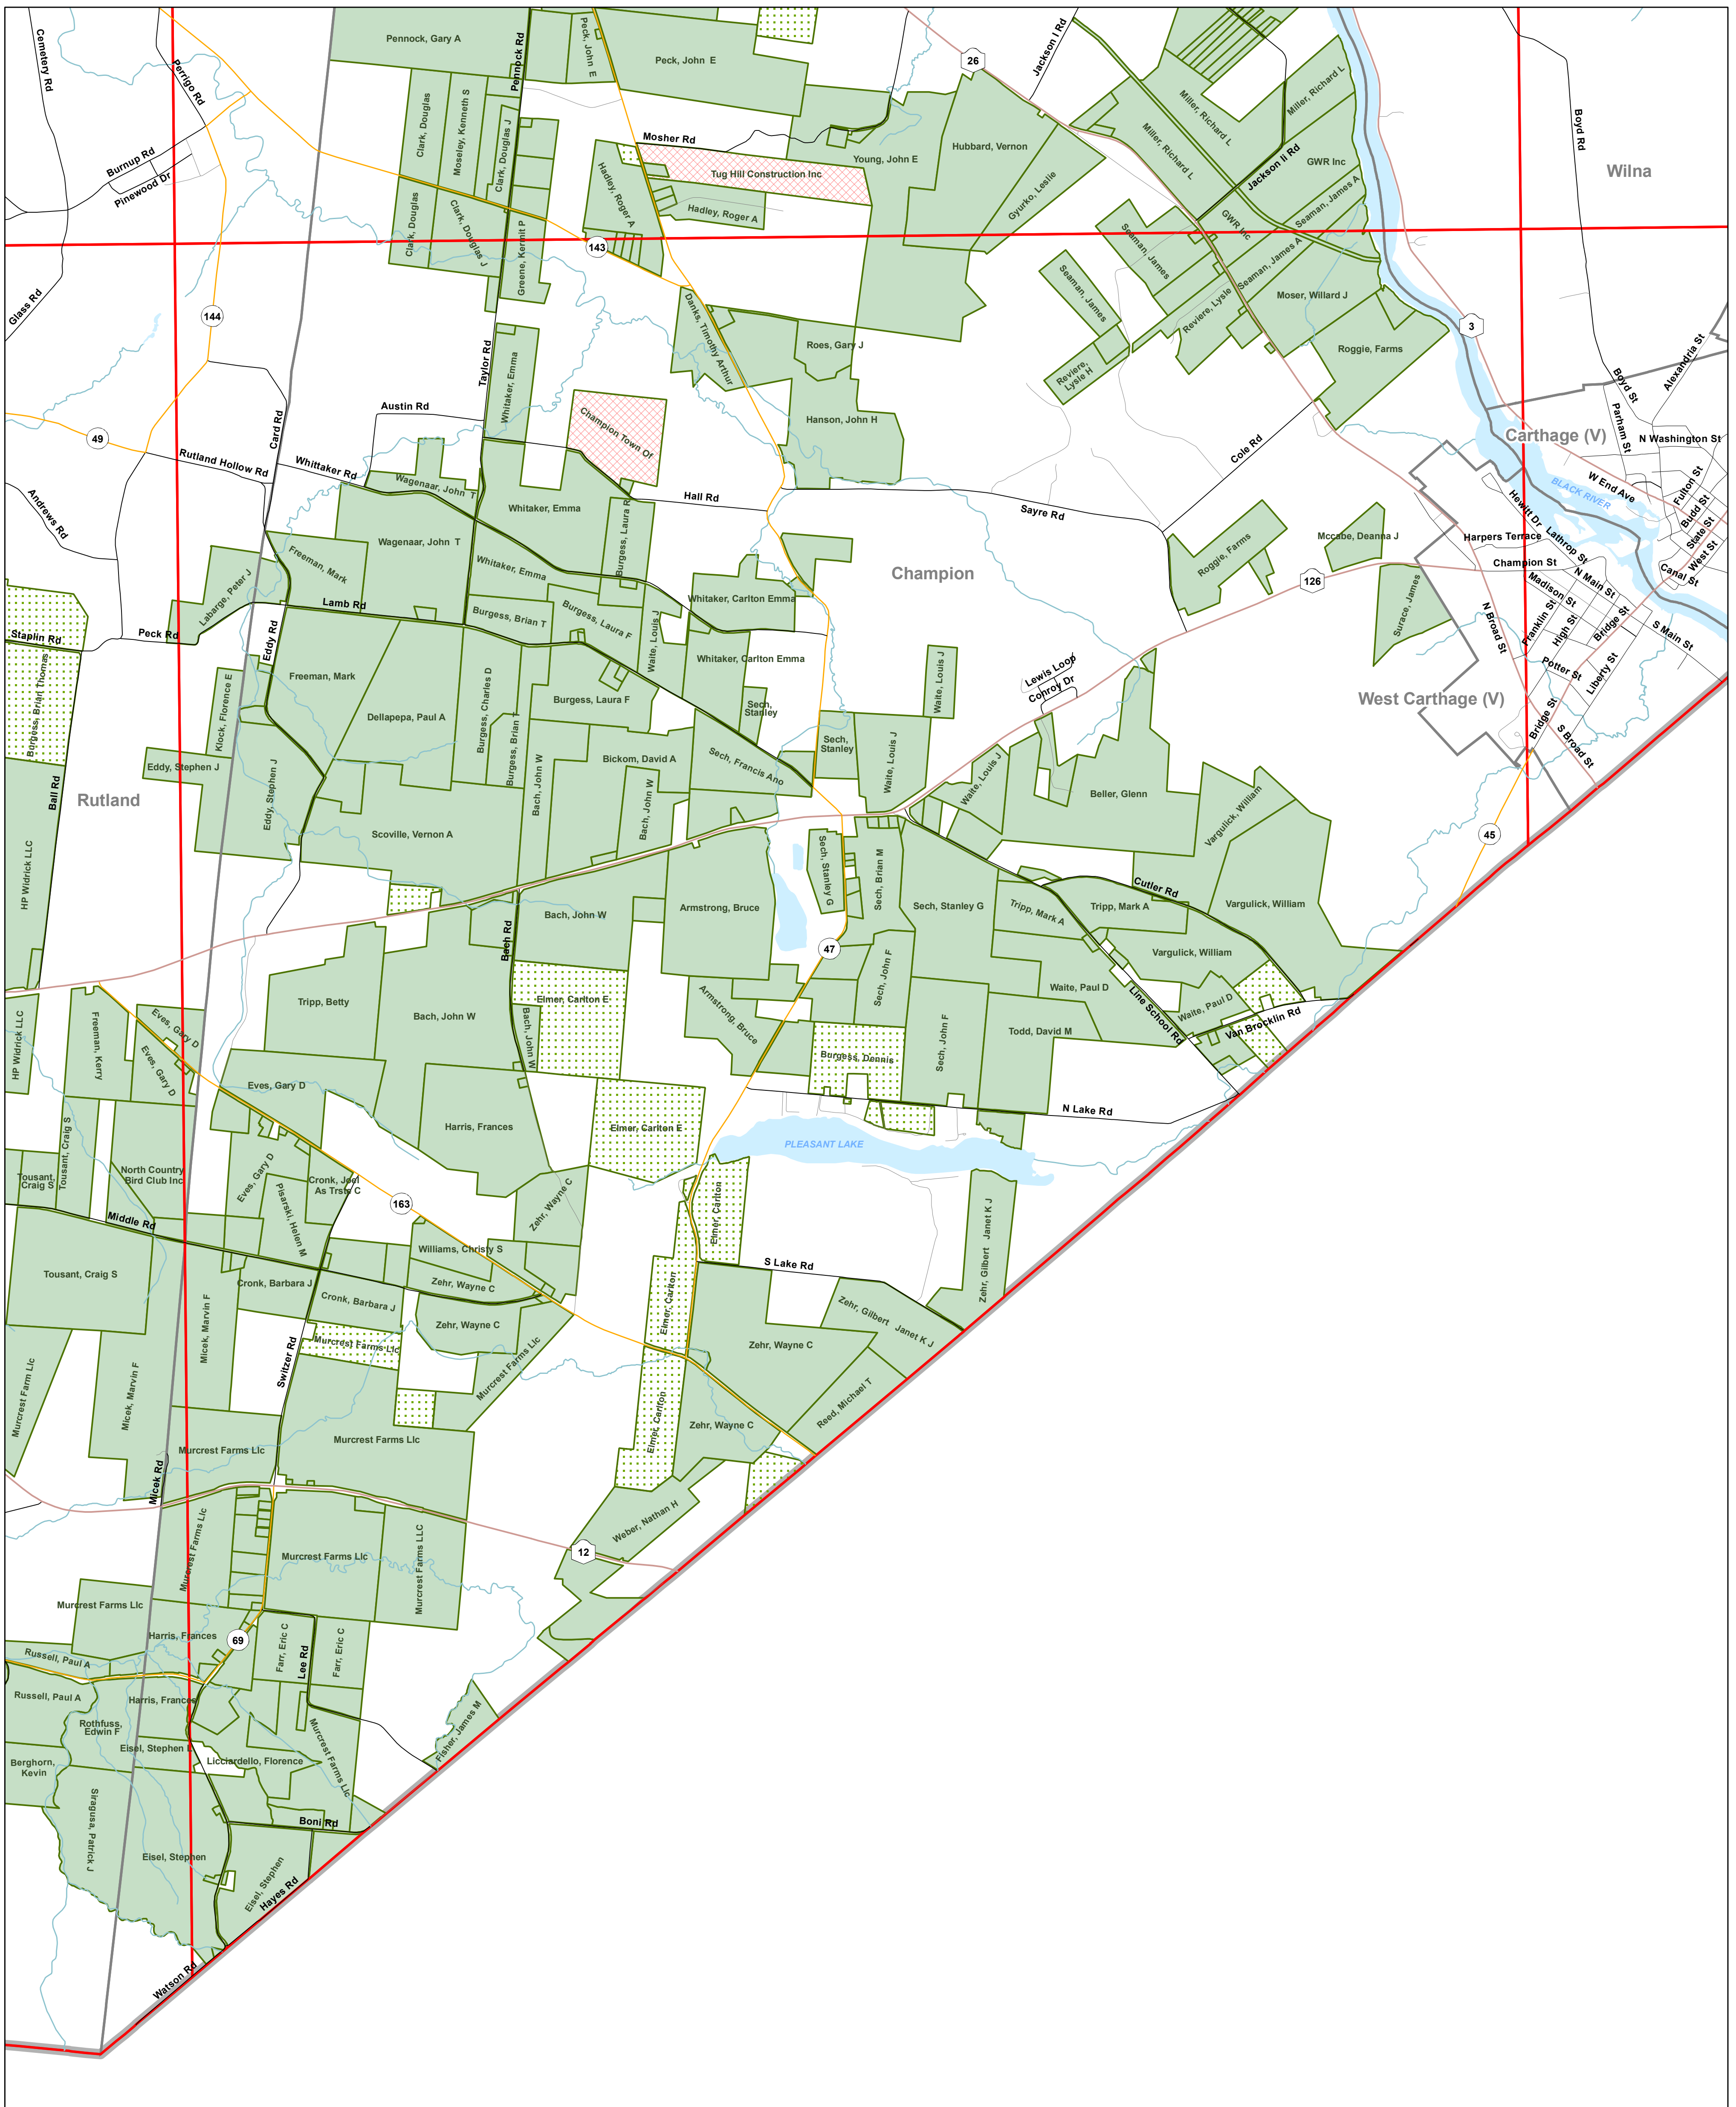 Cemetery Rd
Perrigo Rd
Pennock, Gary A
Pennock Rd
Peck, John E
Peck, John E
26
Jackson I Rd
Miller, Richard L
Miller, Richard L
Boyd Rd
Wilna
Burnup Rd
Pinewood Dr
Clark, Douglas
Moseley, Kenneth S
Clark, Douglas J
Mosher Rd
Hadley, Roger A
Tug Hill Construction Inc
Young, John E
Hubbard, Vernon
Miller, Richard L
GWR Inc
Jackson Ii Rd
Seaman, James A
Clark, Douglas
Clark, Douglas J
Greene, Kermit P
Hadley, Roger A
Gyurko, Leslie
GWR Inc
143
Seaman, James
Seaman, James A
Glass Rd
144
Seaman, James
Reviere, Lysle
Moser, Willard J
3
Danks, Timothy Arthur
Roes, Gary J
Roggie, Farms
Reviere,
Lysle H
Alexandria St
Boyd St
Taylor Rd
Whitaker, Emma
Austin Rd
Champion Town Of
Hanson, John H
Parham St
Carthage (V)
N Washington St
49
Card Rd
Rutland Hollow Rd
Whittaker Rd
Cole Rd
W End Ave
Fulton St
Budd St
BLACK RIVER
State St
West St
Wagenaar, John T
Andrews Rd
Hall Rd
Whitaker, Emma
Burgess, Laura R
Sayre Rd
Hewitt Dr
Lathrop St
Harpers Terrace
Mccabe, Deanna J
Wagenaar, John T
Freeman, Mark
Roggie, Farms
Champion St
Canal St
Champion
126
Whitaker, Emma
Labarge, Peter J
Madison St
N Main St
Whitaker, Carlton Emma
Lamb Rd
Burgess, Brian T
Burgess, Laura F
Surace, James
N Broad St
Franklin St
High St
Bridge St
S Main St
Staplin Rd
Peck Rd
Eddy Rd
Waite, Louis J
Whitaker, Carlton Emma
Waite, Louis J
Lewis Loop
Conroy Dr
Potter St
Liberty St
Burgess, Brian Thomas
Klock, Florence E
Freeman, Mark
Burgess, Charles D
Burgess, Laura F
Sech,
Stanley
West Carthage (V)
Bridge St
S Broad St
Dellapepa, Paul A
Burgess, Brian T
Sech,
Stanley
Waite, Louis J
Eddy, Stephen J
Eddy, Stephen J
Bach, John W
Bickom, David A
Sech, Francis Ano
Waite, Louis J
Beller, Glenn
Vargulick, William
Ball Rd
Rutland
Scoville, Vernon A
Bach, John W
45
HP Widrick LLC
Sech, Stanley G
Sech, Brian M
Cutler Rd
Bach, John W
Armstrong, Bruce
Sech, Stanley G
Tripp, Mark A
Tripp, Mark A
Vargulick, William
Bach Rd
47
Vargulick, William
Tripp, Betty
Bach, John W
Elmer, Carlton E
Armstrong, Bruce
Sech, John F
Waite, Paul D
Waite, Paul D
Line School Rd
Van Brocklin Rd
HP Widrick LLC
Freeman, Kerry
Eves, Gary D
Eves, Gary D
Bach, John W
Burgess, Dennis
Sech, John F
Todd, David M
Eves, Gary D
Harris, Frances
Elmer, Carlton E
N Lake Rd
PLEASANT LAKE
Tousant, Craig S
Tousant,
Craig S
North Country
Bird Club Inc
Eves, Gary D
Pisarski, Helen M
Cronk, Joel
As Trste C
163
Zehr, Wayne C
Elmer, Carlton
Zehr, Gilbert Janet K J
Middle Rd
Williams, Christy S
S Lake Rd
Tousant, Craig S
Cronk, Barbara J
Zehr, Wayne C
Cronk, Barbara J
Elmer, Carlton
Zehr, Gilbert Janet K J
Micek, Marvin F
Zehr, Wayne C
Murcrest Farms Llc
Switzer Rd
Murcrest Farms Llc
Zehr, Wayne C
Murcrest Farm Llc
Micek, Marvin F
Reed, Michael T
Elmer, Carlton
Zehr, Wayne C
Murcrest Farms Llc
Murcrest Farms Llc
Micek Rd
Weber, Nathan H
Murcrest Farms Llc
12
Murcrest Farms Llc
Murcrest Farms LLC
Murcrest Farms Llc
Harris, Frances
69
Farr, Eric C
Lee Rd
Farr, Eric C
Russell, Paul A
Russell, Paul A
Harris, Frances
Rothfuss,
Edwin F
Fisher, James M
Murcrest Farms Llc
Eisel, Stephen L
Berghorn,
Kevin
Licciardello, Florence
Siragusa, Patrick J
Boni Rd
Eisel, Stephen
Eisel, Stephen
Hayes Rd
Watson Rd